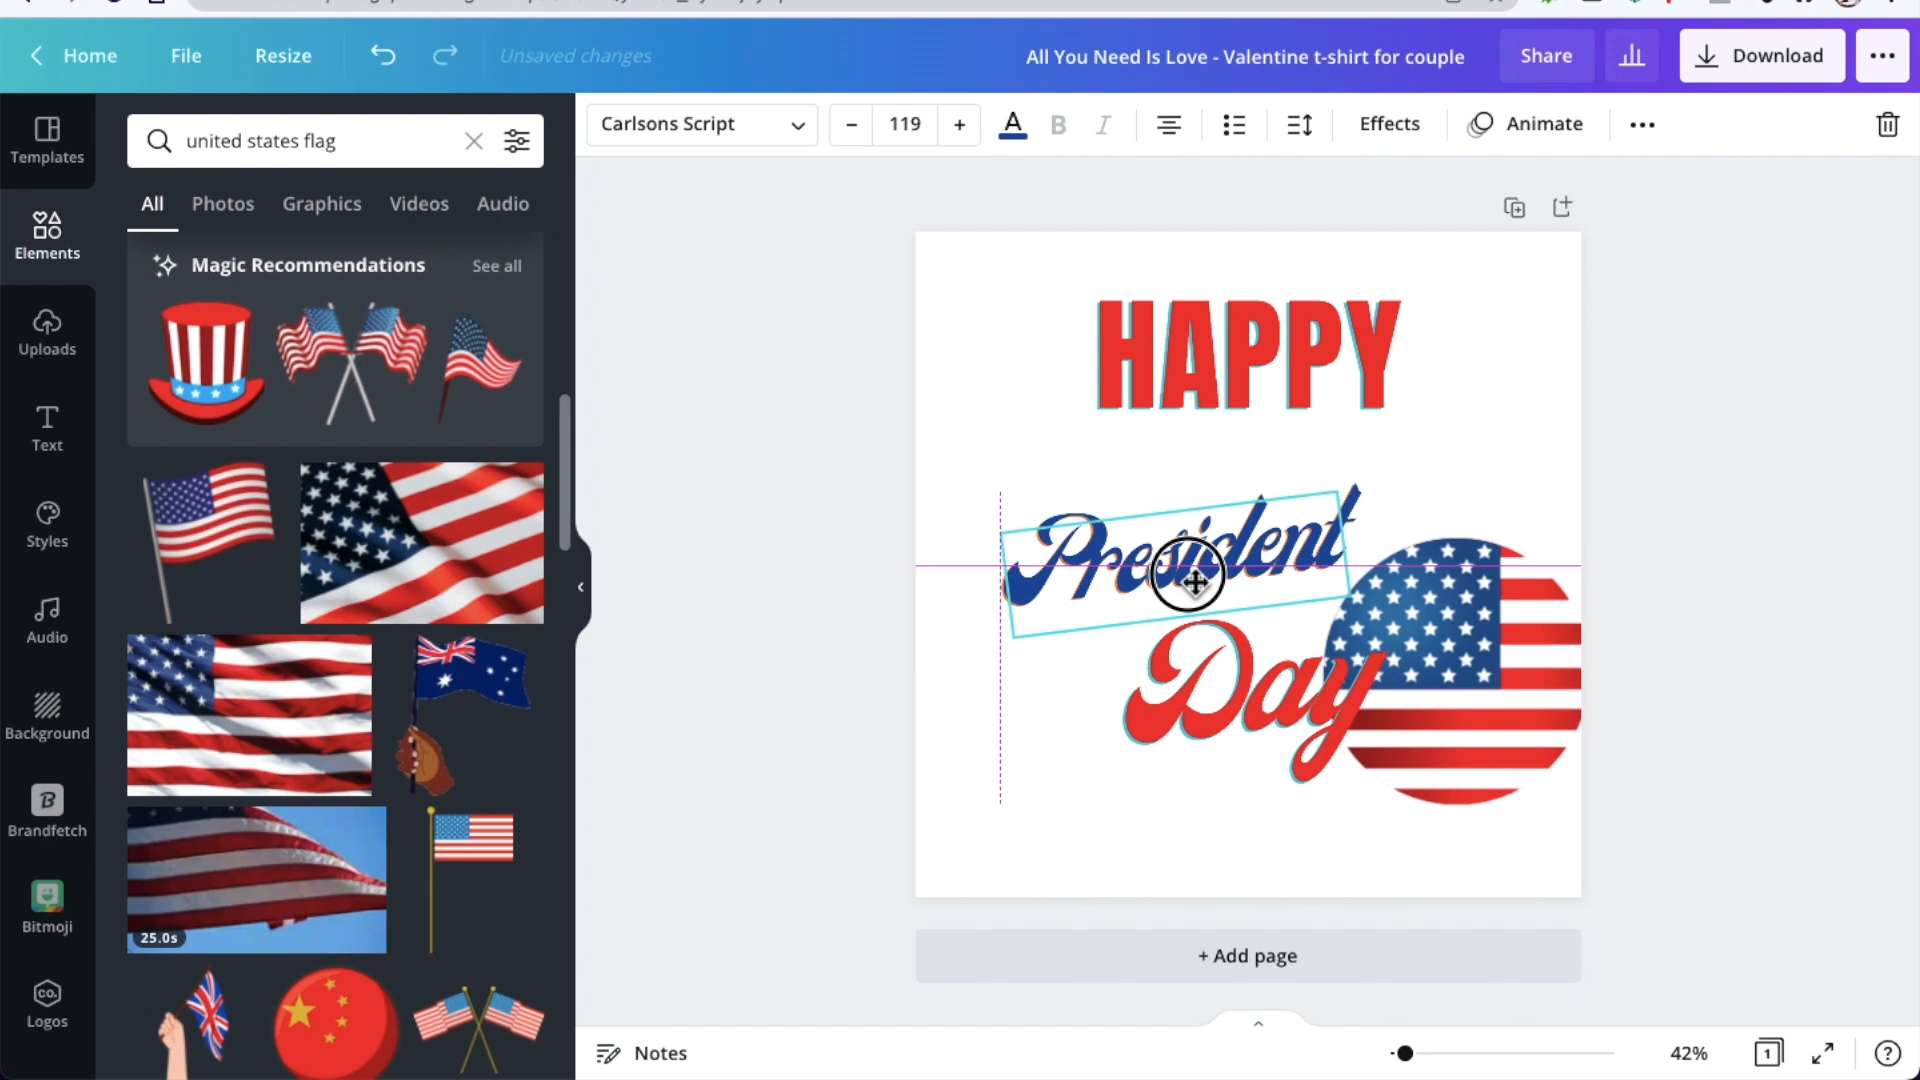 Home File Resize Unsaved changes All You Need Is Love - Valentine t-shirt for couple Share Download
united states flag
Carlsons Script 119 A B I Effects Animate
All Photos Graphics Videos Audio
Magic Recommendations See all
Templates
Elements
Uploads
Text
Styles
Audio
Background
Brandfetch
Bitmoji
CO.
Logos
25.0s
HAPPY
President
Day
+ Add page
Notes 42% 1 ?